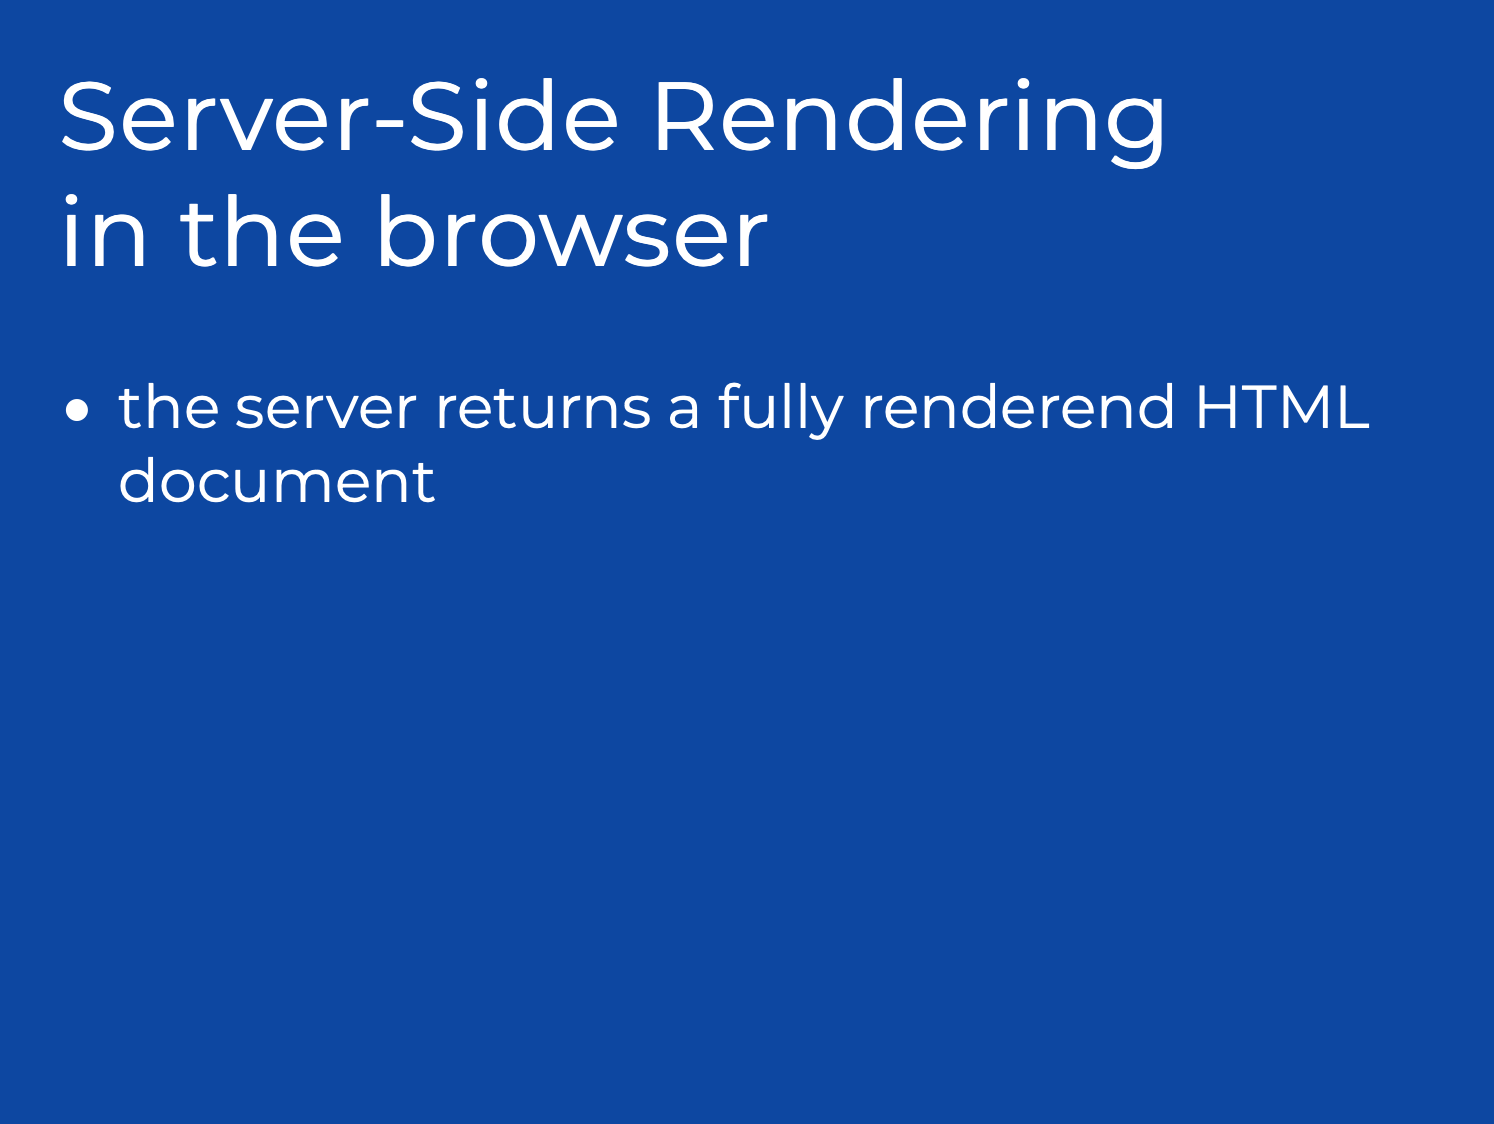 Server-Side Rendering
in the browser
• the server returns a fully renderend HTML
document